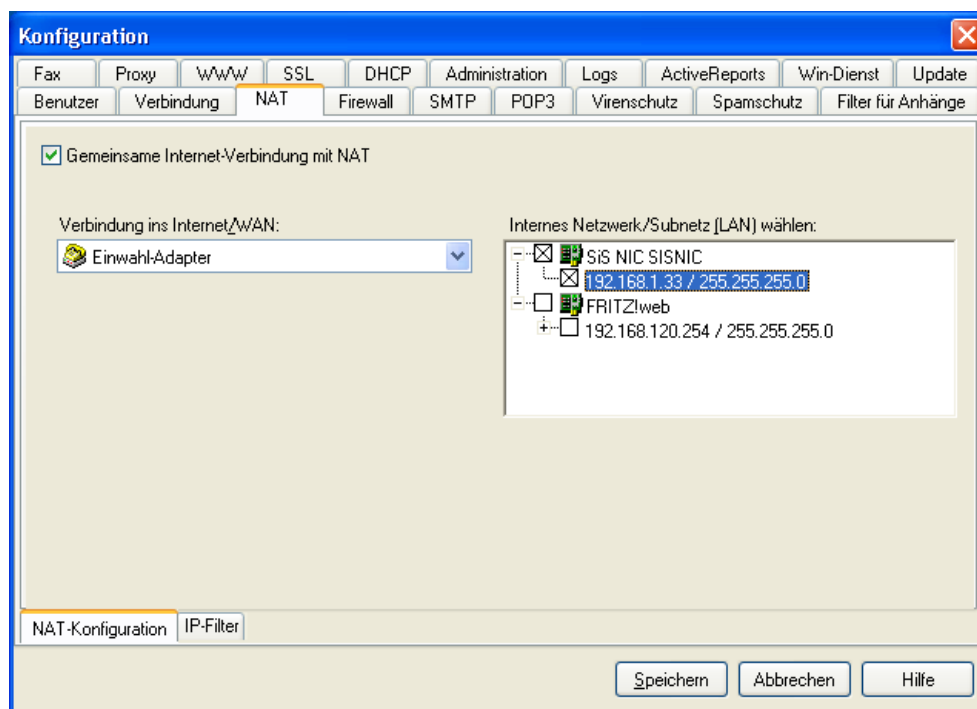 Konfiguration
Fax Proxy WWW SSL DHCP Administration Logs ActiveReports Win-Dienst Update
Benutzer Verbindung NAT Firewall SMTP POP3 Virenschutz Spamschutz Filter für Anhänge
Gemeinsame Internet-Verbindung mit NAT
Verbindung ins Internet/WAN:
Einwahl-Adapter
Internes Netzwerk/Subnetz (LAN) wählen:
SiS NIC SISNIC
192.168.1.33 / 255.255.255.0
FRITZ!web
192.168.120.254 / 255.255.255.0
NAT-Konfiguration IP-Filter
Speichern Abbrechen Hilfe